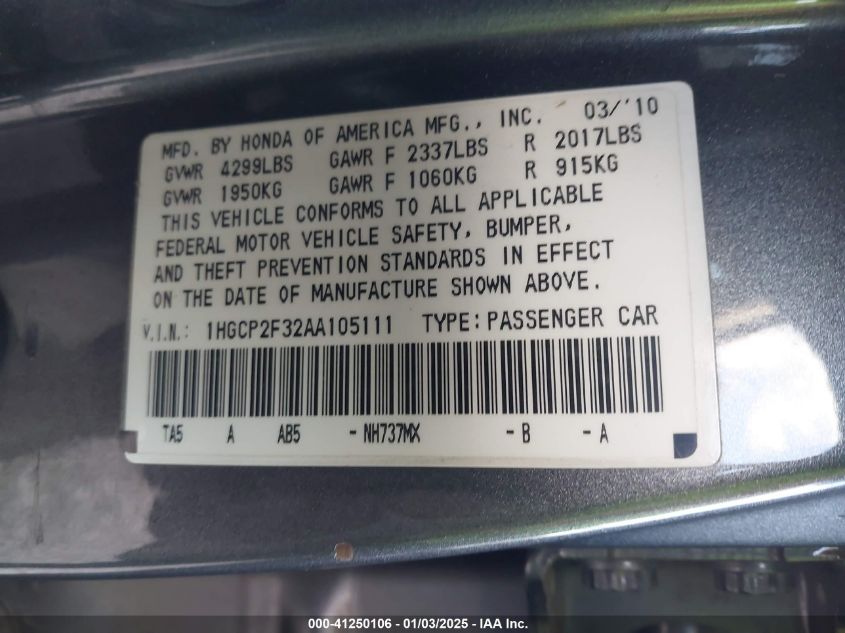 MFD. BY HONDA OF AMERICA MFG., INC. 03/'10
GVWR 4299LBS GAWR F 2337LBS R 2017LBS
GVWR 1950KG GAWR F 1060KG R 915KG
THIS VEHICLE CONFORMS TO ALL APPLICABLE
FEDERAL MOTOR VEHICLE SAFETY, BUMPER,
AND THEFT PREVENTION STANDARDS IN EFFECT
ON THE DATE OF MANUFACTURE SHOWN ABOVE.
V.I.N.: 1HGCP2F32AA105111 TYPE: PASSENGER CAR
TA5 A AB5 - NH737MX - B - A
000-41250106 - 01/03/2025 - IAA Inc.